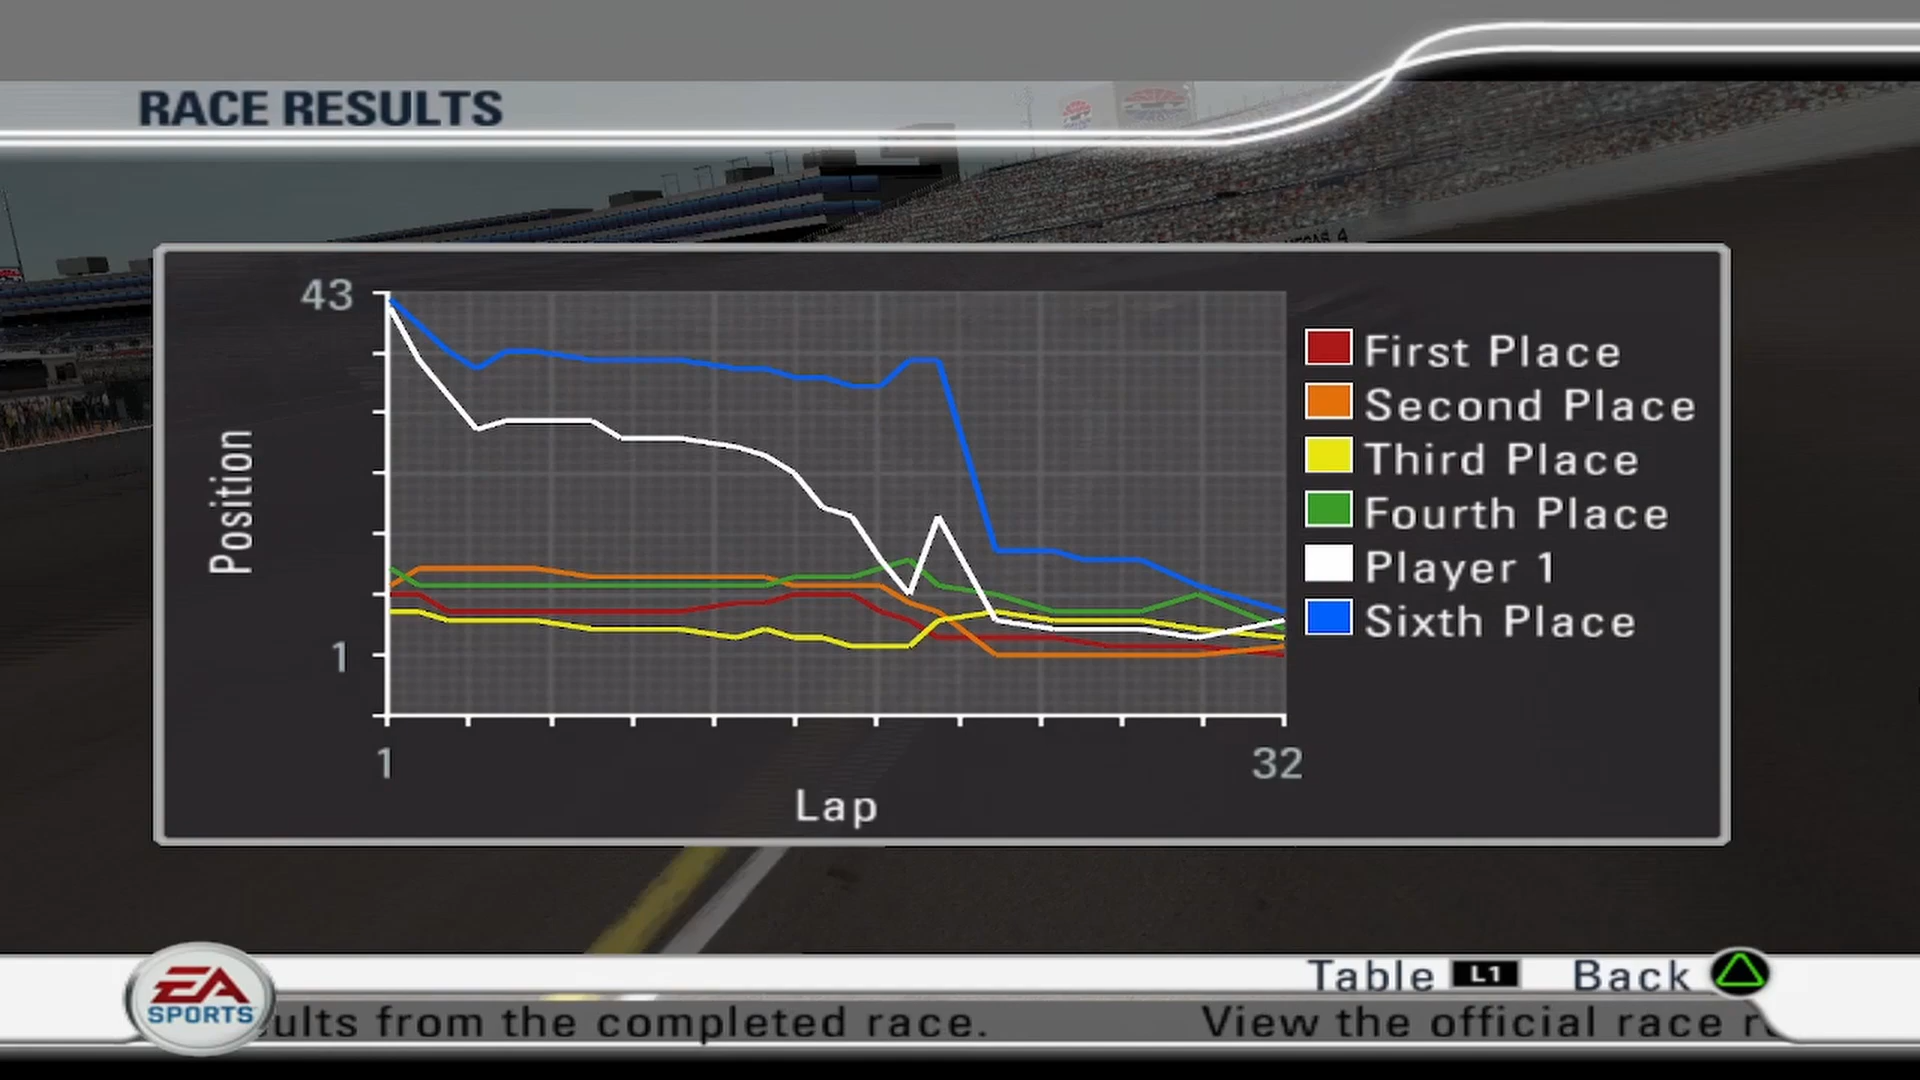 RACE RESULTS
43
1
Position
1
32
Lap
First Place
Second Place
Third Place
Fourth Place
Player 1
Sixth Place
Table L1 Back
EA
SPORTS
ults from the completed race. View the official race r